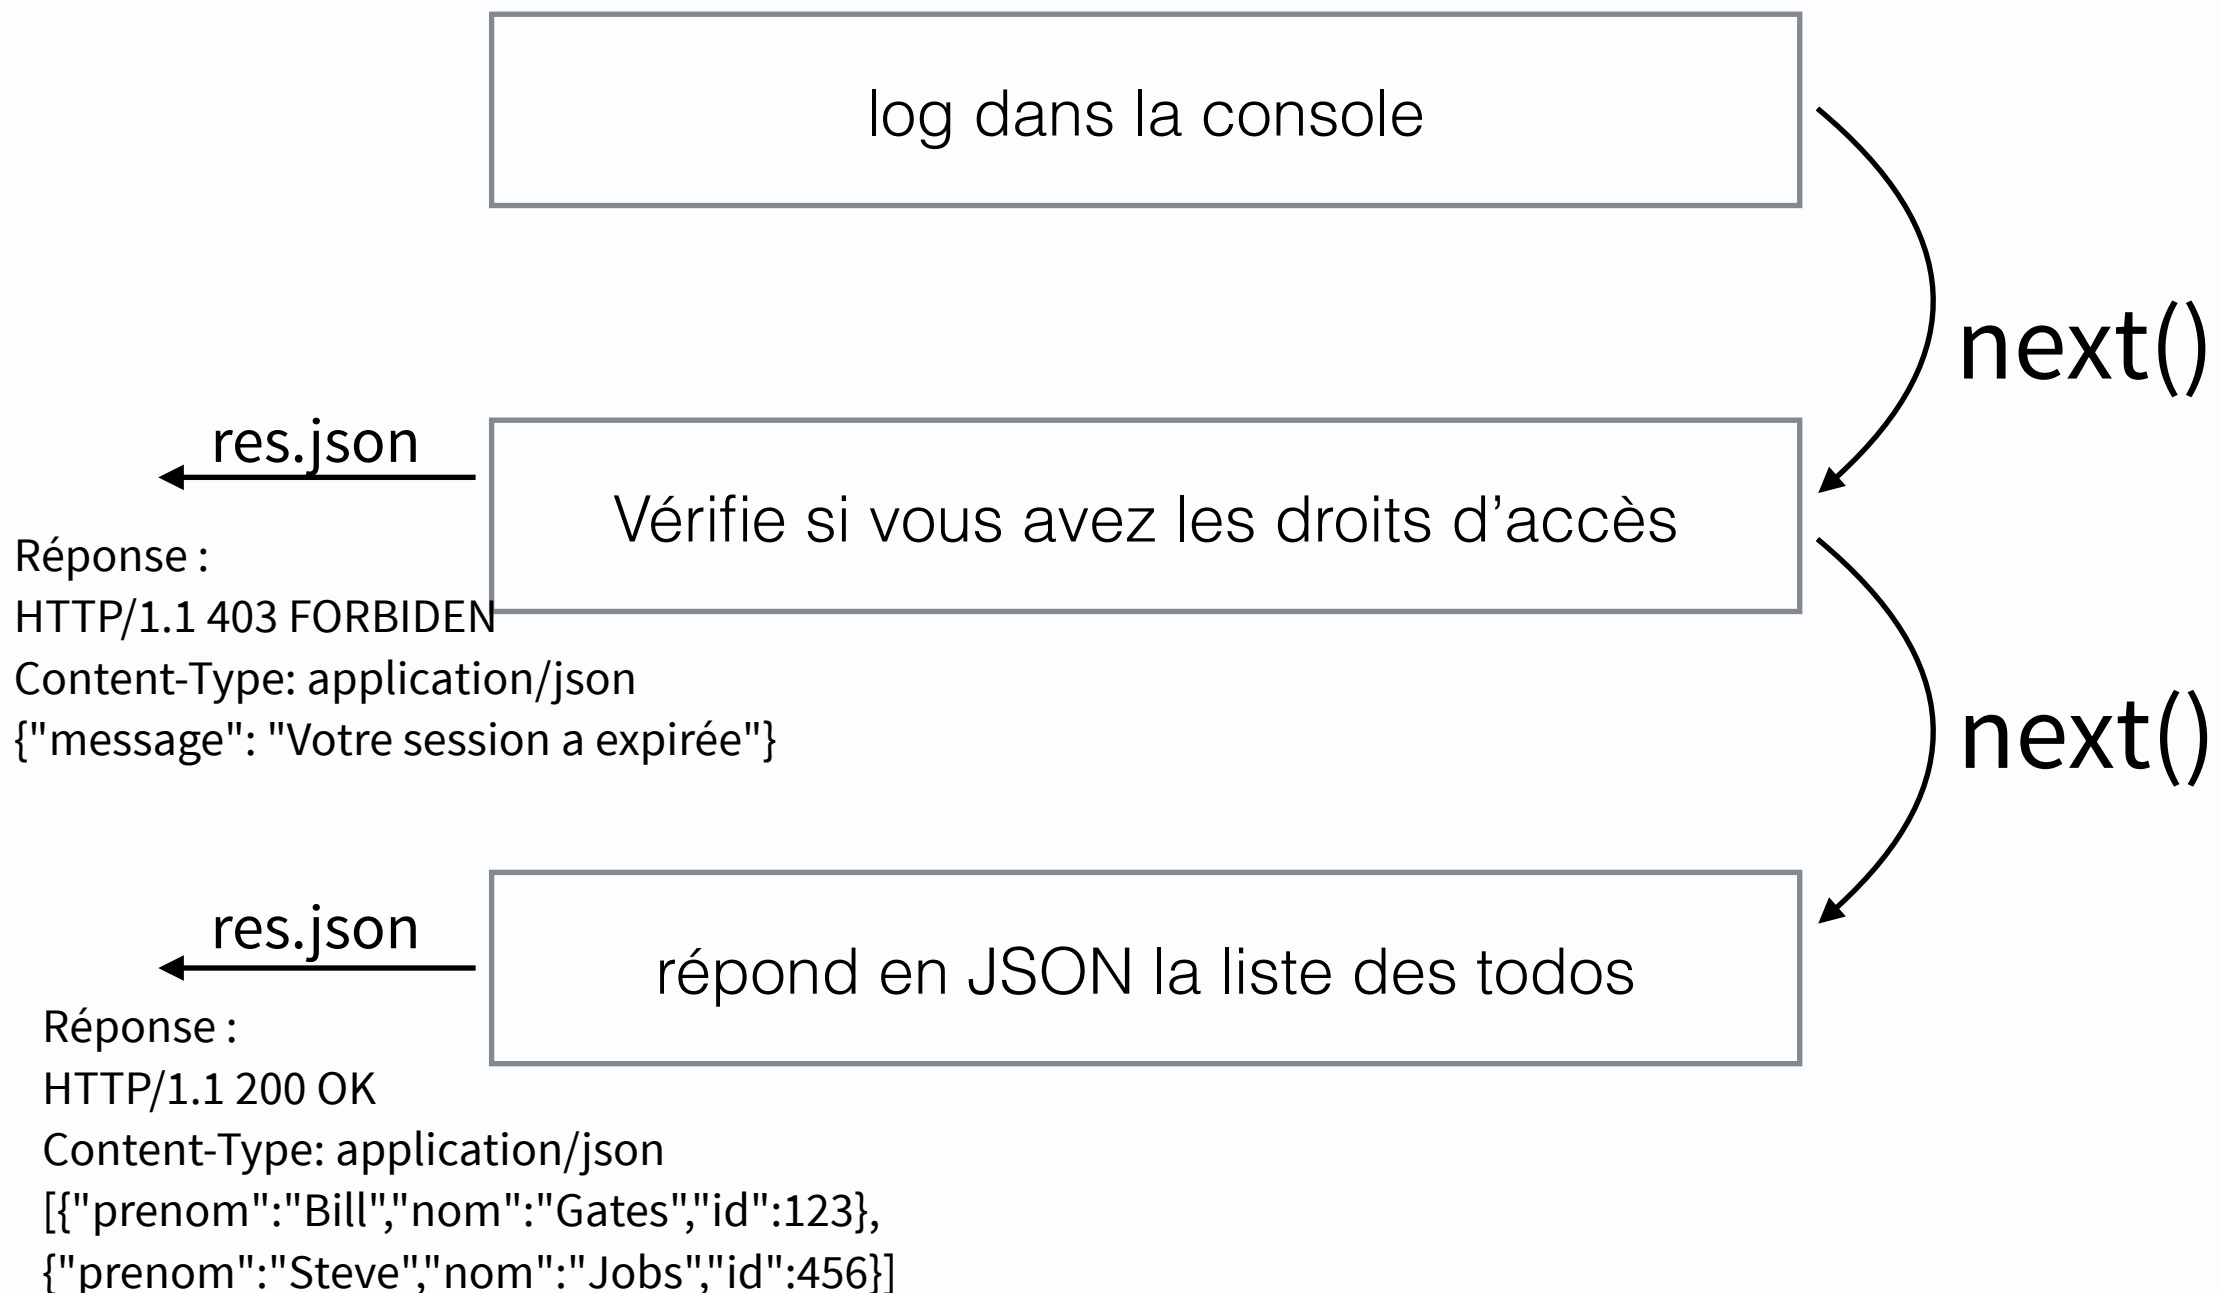 log dans la console
next()
res.json
Vérifie si vous avez les droits d’accès
Réponse :
HTTP/1.1 403 FORBIDEN
Content-Type: application/json
{"message": "Votre session a expirée"}
next()
res.json
répond en JSON la liste des todos
Réponse :
HTTP/1.1 200 OK
Content-Type: application/json
[{"prenom":"Bill","nom":"Gates","id":123},
{"prenom":"Steve","nom":"Jobs","id":456}]